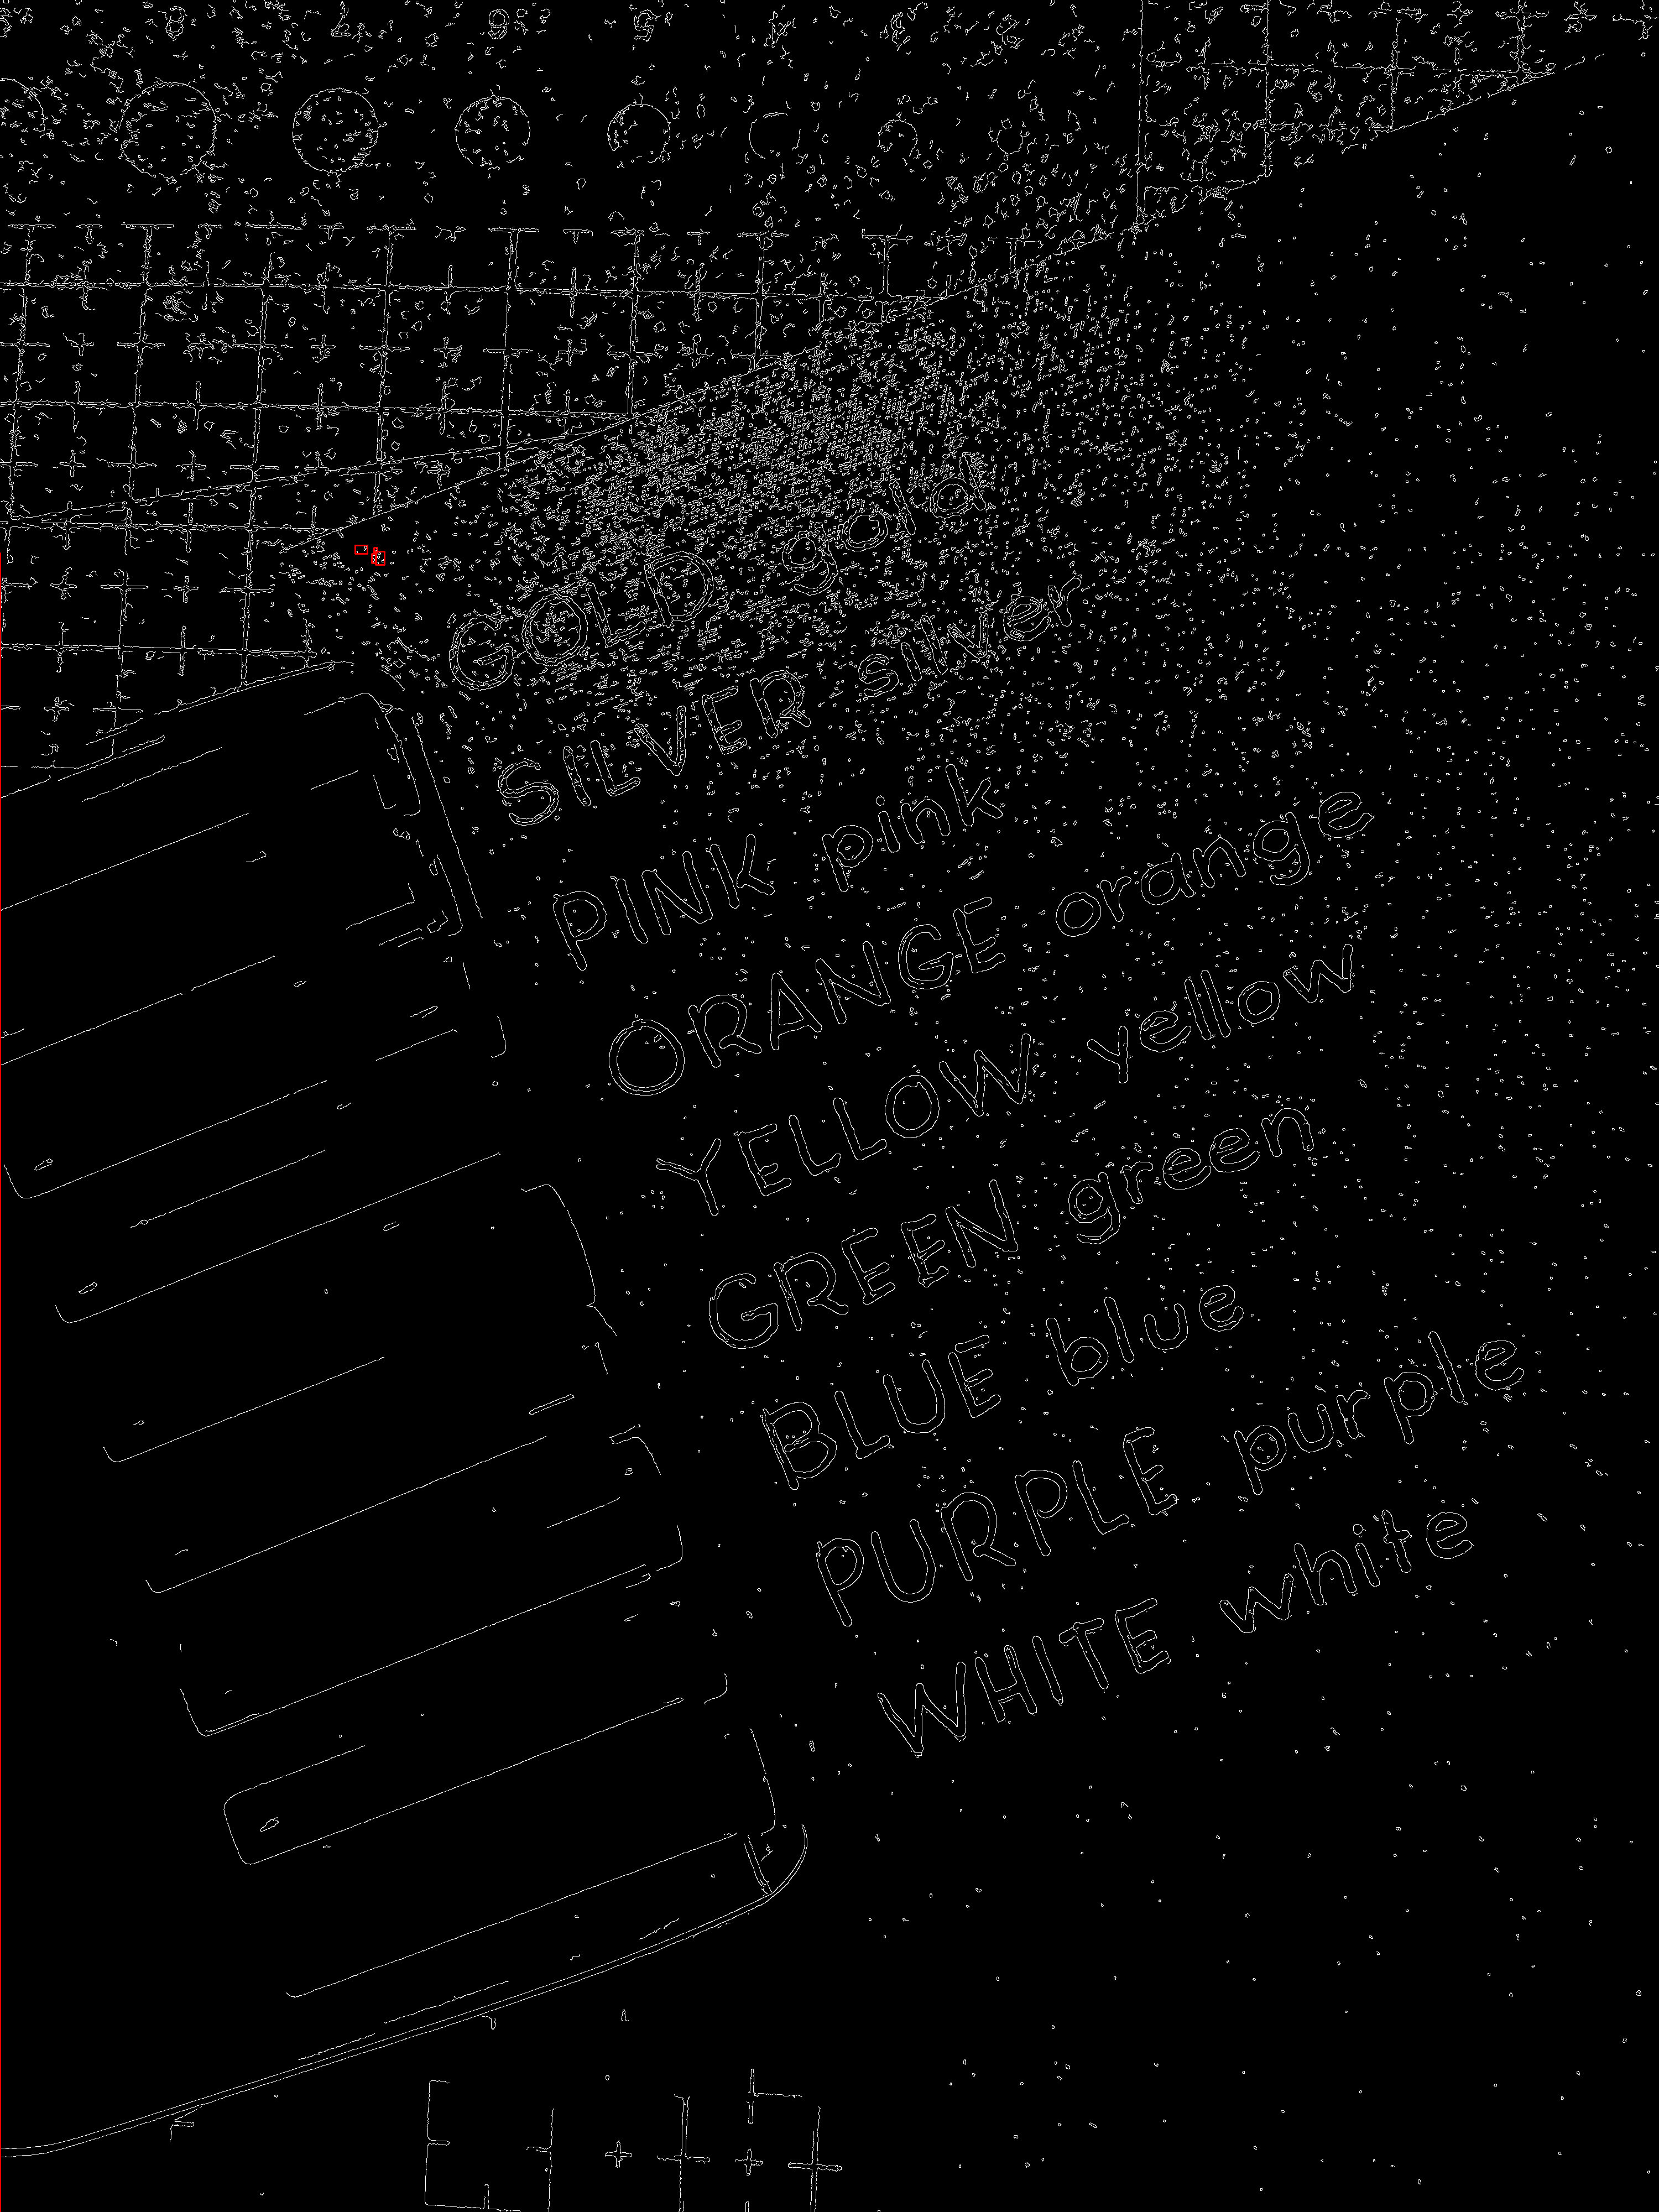 GOLD gold
SILVER silver
PINK pink
ORANGE orange
YELLOW yellow
GREEN green
BLUE blue
PURPLE purple
WHITE white